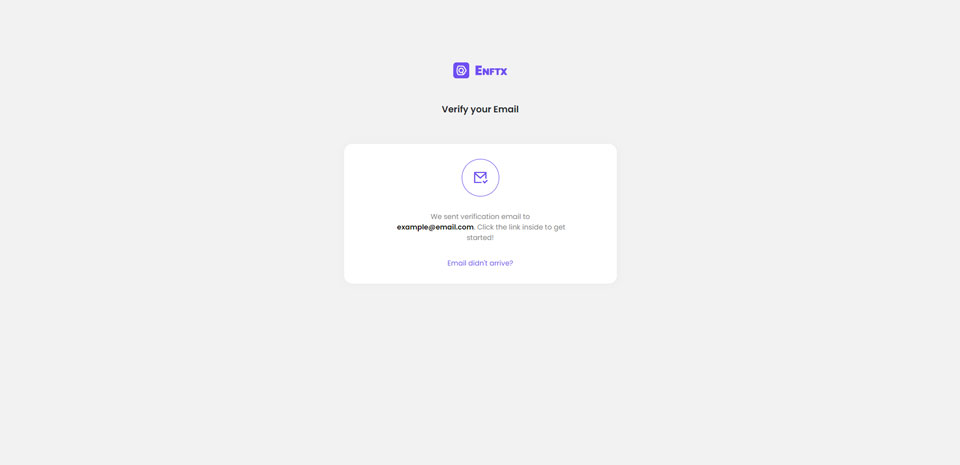 Enftx
Verify your Email
We sent verification email to
example@email.com. Click the link inside to get
started!
Email didn't arrive?